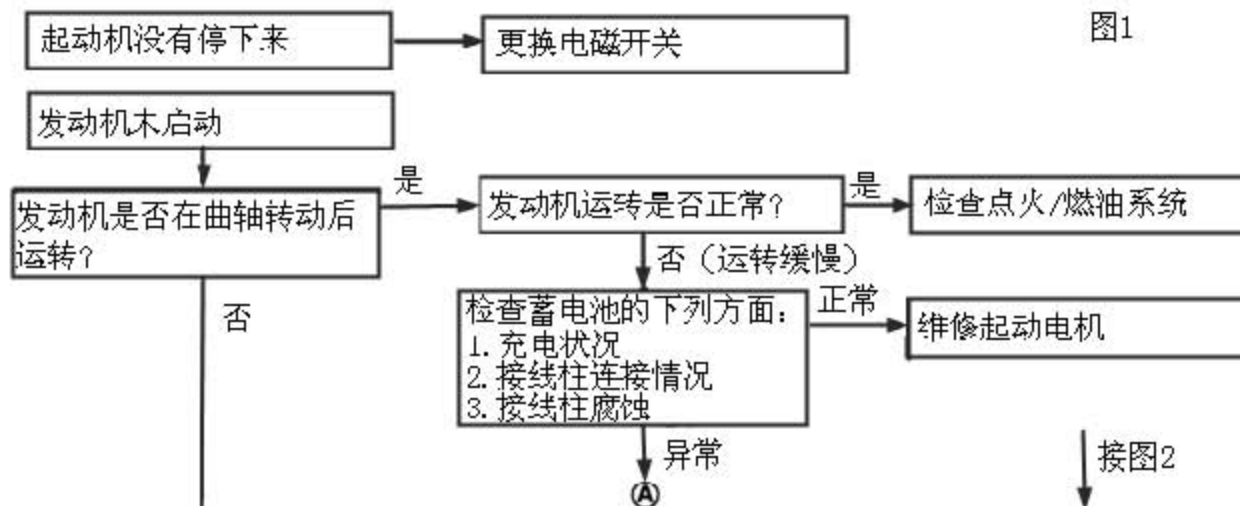 起动机没有停下来
更换电磁开关
图1
发动机未启动
发动机是否在曲轴转动后
运转?
是
发动机运转是否正常?
是
检查点火/燃油系统
否
否（运转缓慢）
检查蓄电池的下列方面:
1.充电状况
2.接线柱连接情况
3.接线柱腐蚀
正常
维修起动电机
异常
A
接图2